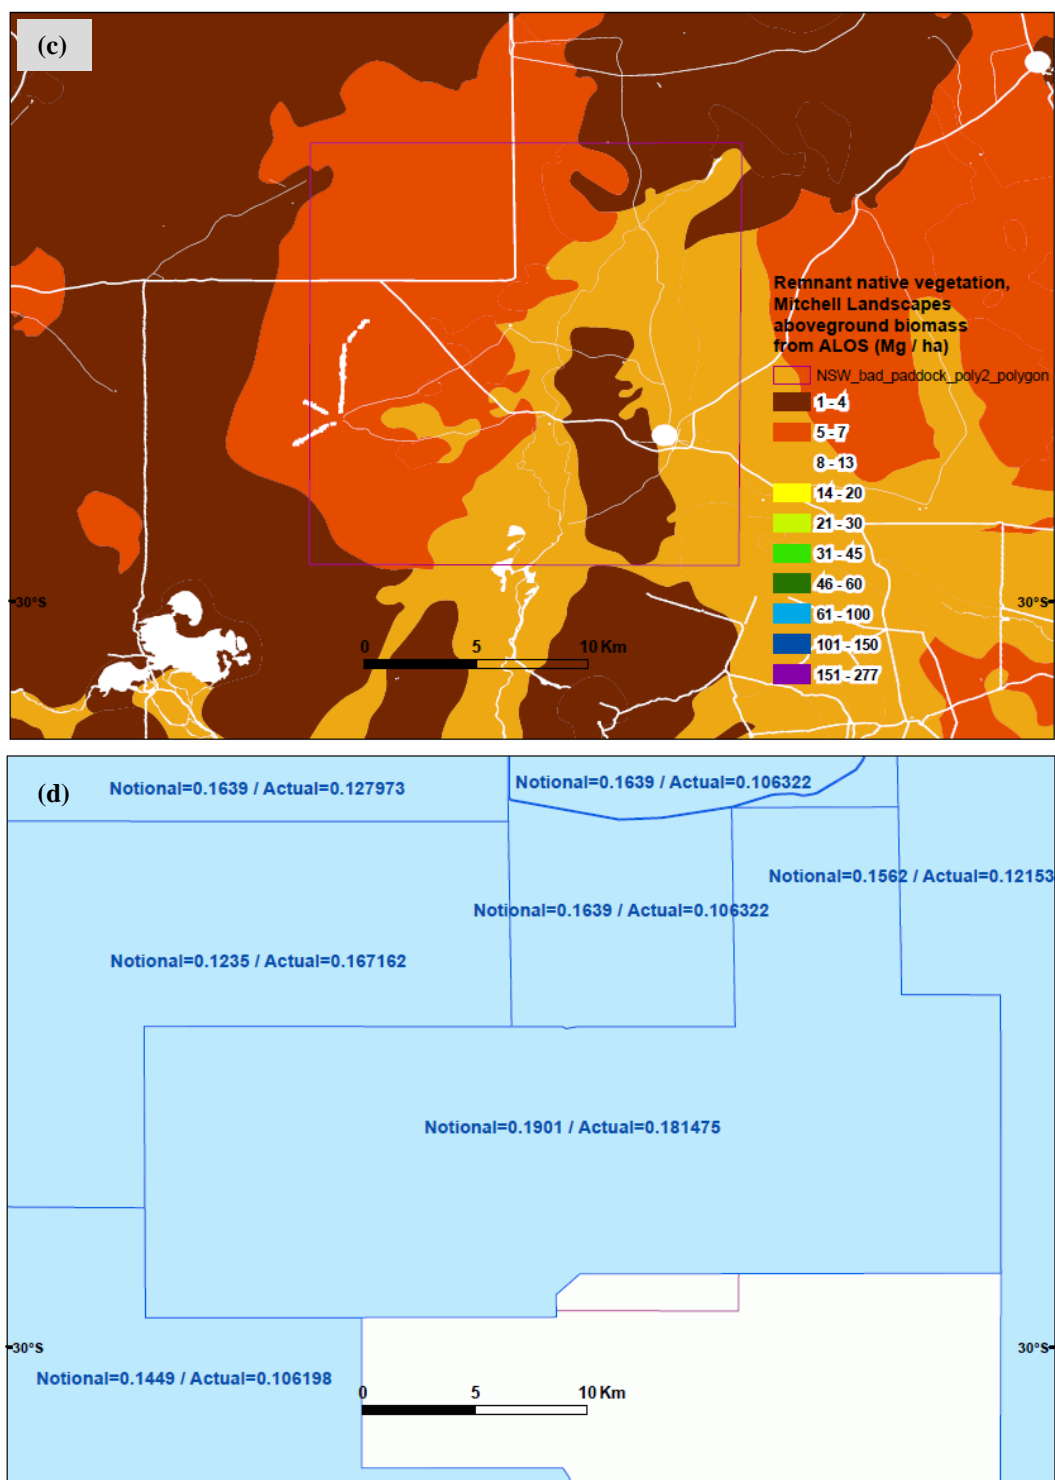 (c)
Remnant native vegetation,
Mitchell Landscapes
aboveground biomass
from ALOS (Mg / ha)
NSW_bad_paddock_poly2_polygon
1 - 4
5 - 7
8 - 13
14 - 20
21 - 30
31 - 45
46 - 60
61 - 100
101 - 150
151 - 277
30°S
30°S
0 5 10 Km
(d)
Notional=0.1639 / Actual=0.127973
Notional=0.1639 / Actual=0.106322
Notional=0.1562 / Actual=0.12153
Notional=0.1639 / Actual=0.106322
Notional=0.1235 / Actual=0.167162
Notional=0.1901 / Actual=0.181475
30°S
30°S
Notional=0.1449 / Actual=0.106198
0 5 10 Km